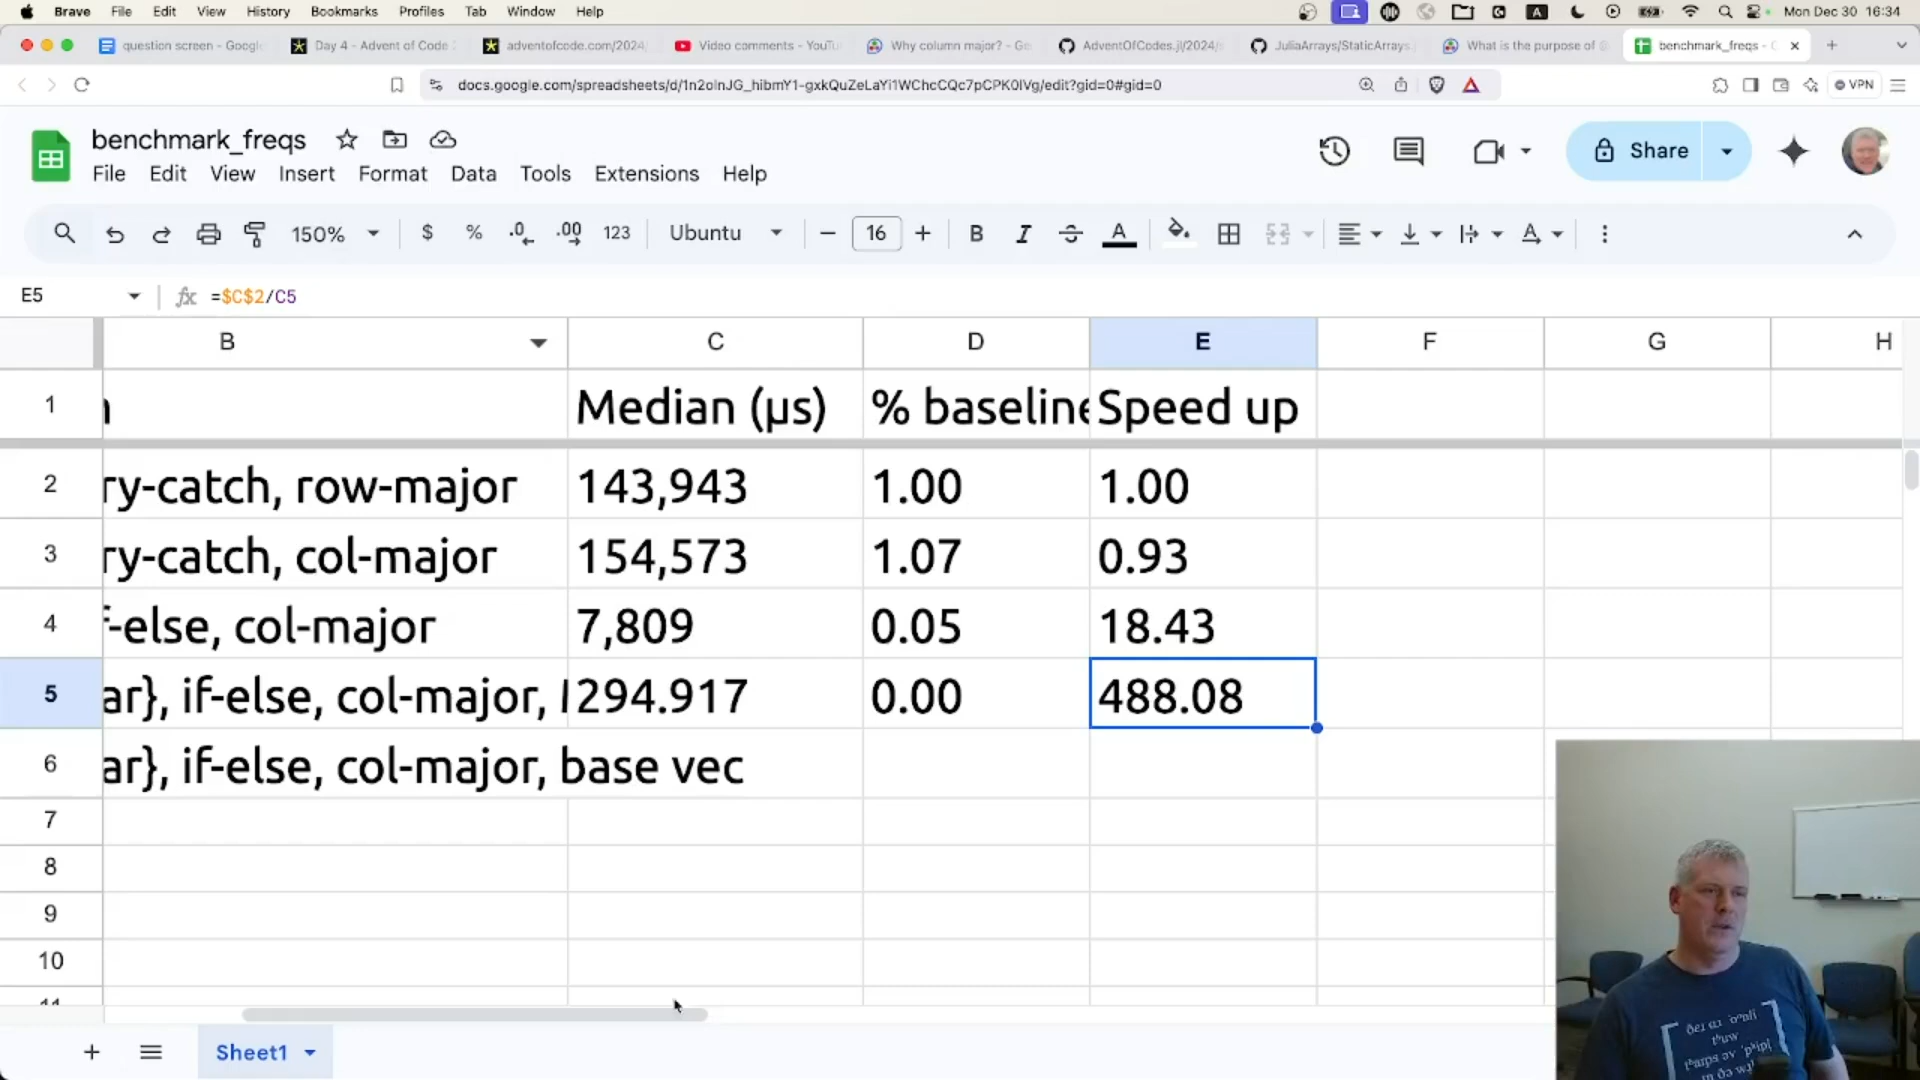 Brave File Edit View History Bookmarks Profiles Tab Window Help Mon Dec 30 16:34
question screen - Google Day 4 - Advent of Code adventofcode.com/2024/ Video comments - YouTu Why column major? - Go AdventOfCodes.jl/2024/ JuliaArrays/StaticArrays. What is the purpose of benchmark_freqs -
docs.google.com/spreadsheets/d/1n2oInJG_hibmY1-gxkQuZeLaYi1WChcCQc7pCPK0IVg/edit?gid=0#gid=0 VPN
benchmark_freqs
Share
File Edit View Insert Format Data Tools Extensions Help
150% $ % .0 .00 123 Ubuntu 16 B I A
E5 fx =$C$2/C5
B C D E F G H
1 Median (μs) % baseline Speed up
2 ry-catch, row-major 143,943 1.00 1.00
3 ry-catch, col-major 154,573 1.07 0.93
4 f-else, col-major 7,809 0.05 18.43
5 ar}, if-else, col-major, 294.917 0.00 488.08
6 ar}, if-else, col-major, base vec
7
8
9
10
11
Sheet1